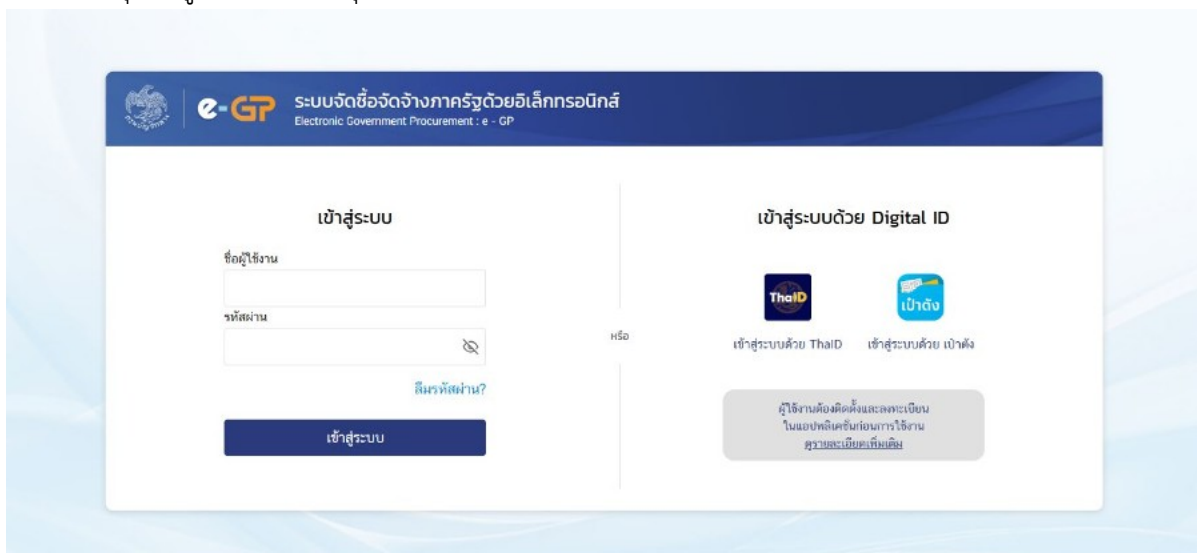 e-GP
ระบบจัดซื้อจัดจ้างภาครัฐด้วยอิเล็กทรอนิกส์
Electronic Government Procurement : e - GP
เข้าสู่ระบบ
ชื่อผู้ใช้งาน
รหัสผ่าน
ลืมรหัสผ่าน?
เข้าสู่ระบบ
หรือ
เข้าสู่ระบบด้วย Digital ID
ThaID
เป๋าตัง
เข้าสู่ระบบด้วย ThaID
เข้าสู่ระบบด้วย เป๋าตัง
ผู้ใช้งานต้องติดตั้งและลงทะเบียน
ในแอปพลิเคชั่นก่อนการใช้งาน
ดูรายละเอียดเพิ่มเติม